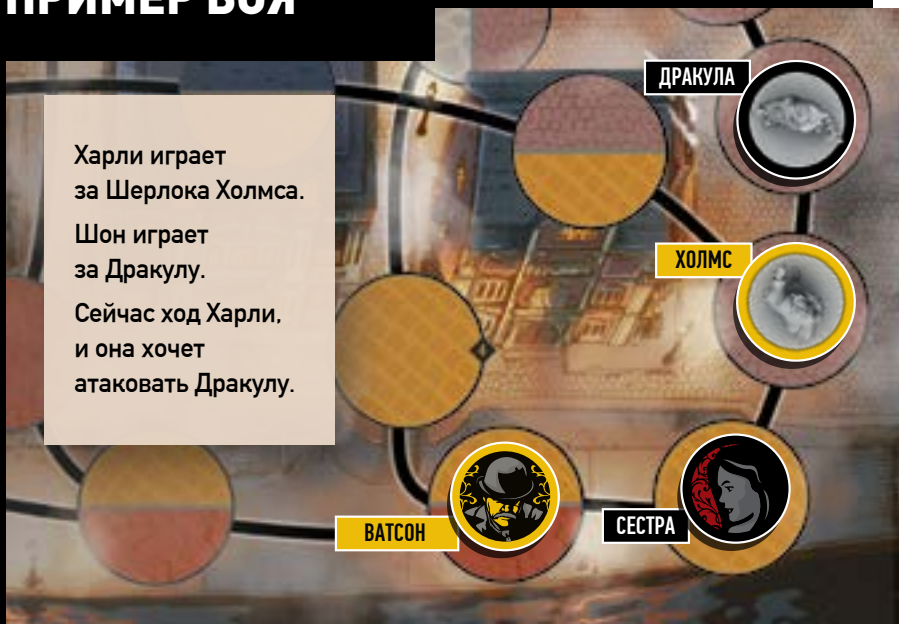 ПРИМЕР БОЯ
ДРАКУЛА
Харли играет
за Шерлока Холмса.
Шон играет
за Дракулу.
Сейчас ход Харли,
и она хочет
атаковать Дракулу.
ХОЛМС
ВАТСОН
СЕСТРА